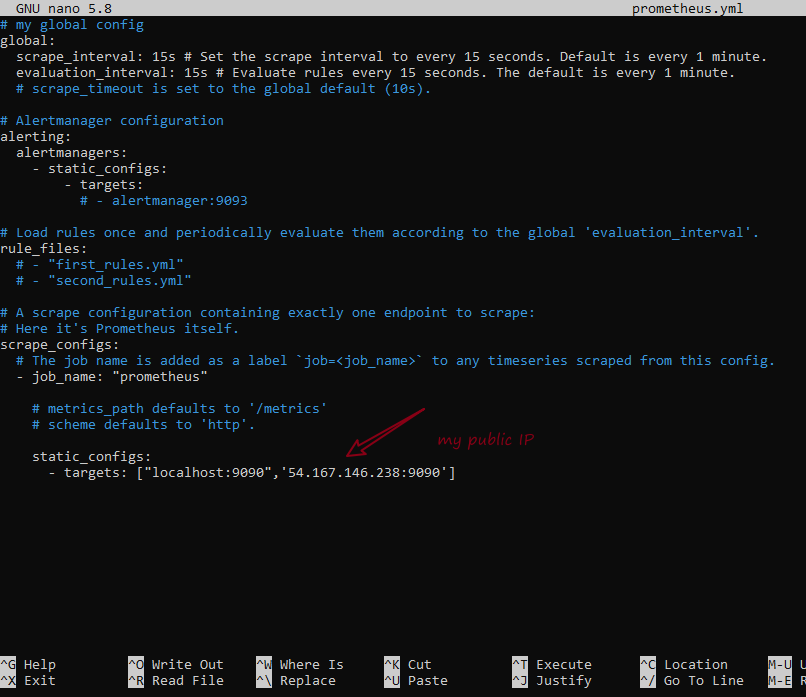 GNU nano 5.8 prometheus.yml
# my global config
global:
  scrape_interval: 15s # Set the scrape interval to every 15 seconds. Default is every 1 minute.
  evaluation_interval: 15s # Evaluate rules every 15 seconds. The default is every 1 minute.
  # scrape_timeout is set to the global default (10s).

# Alertmanager configuration
alerting:
  alertmanagers:
    - static_configs:
        - targets:
          # - alertmanager:9093

# Load rules once and periodically evaluate them according to the global 'evaluation_interval'.
rule_files:
  # - "first_rules.yml"
  # - "second_rules.yml"

# A scrape configuration containing exactly one endpoint to scrape:
# Here it's Prometheus itself.
scrape_configs:
  # The job name is added as a label `job=<job_name>` to any timeseries scraped from this config.
  - job_name: "prometheus"

    # metrics_path defaults to '/metrics'
    # scheme defaults to 'http'.
my public IP
    static_configs:
      - targets: ["localhost:9090",'54.167.146.238:9090']

^G Help ^O Write Out ^W Where Is ^K Cut ^T Execute ^C Location M-U U
^X Exit ^R Read File ^\ Replace ^U Paste ^J Justify ^/ Go To Line M-E R